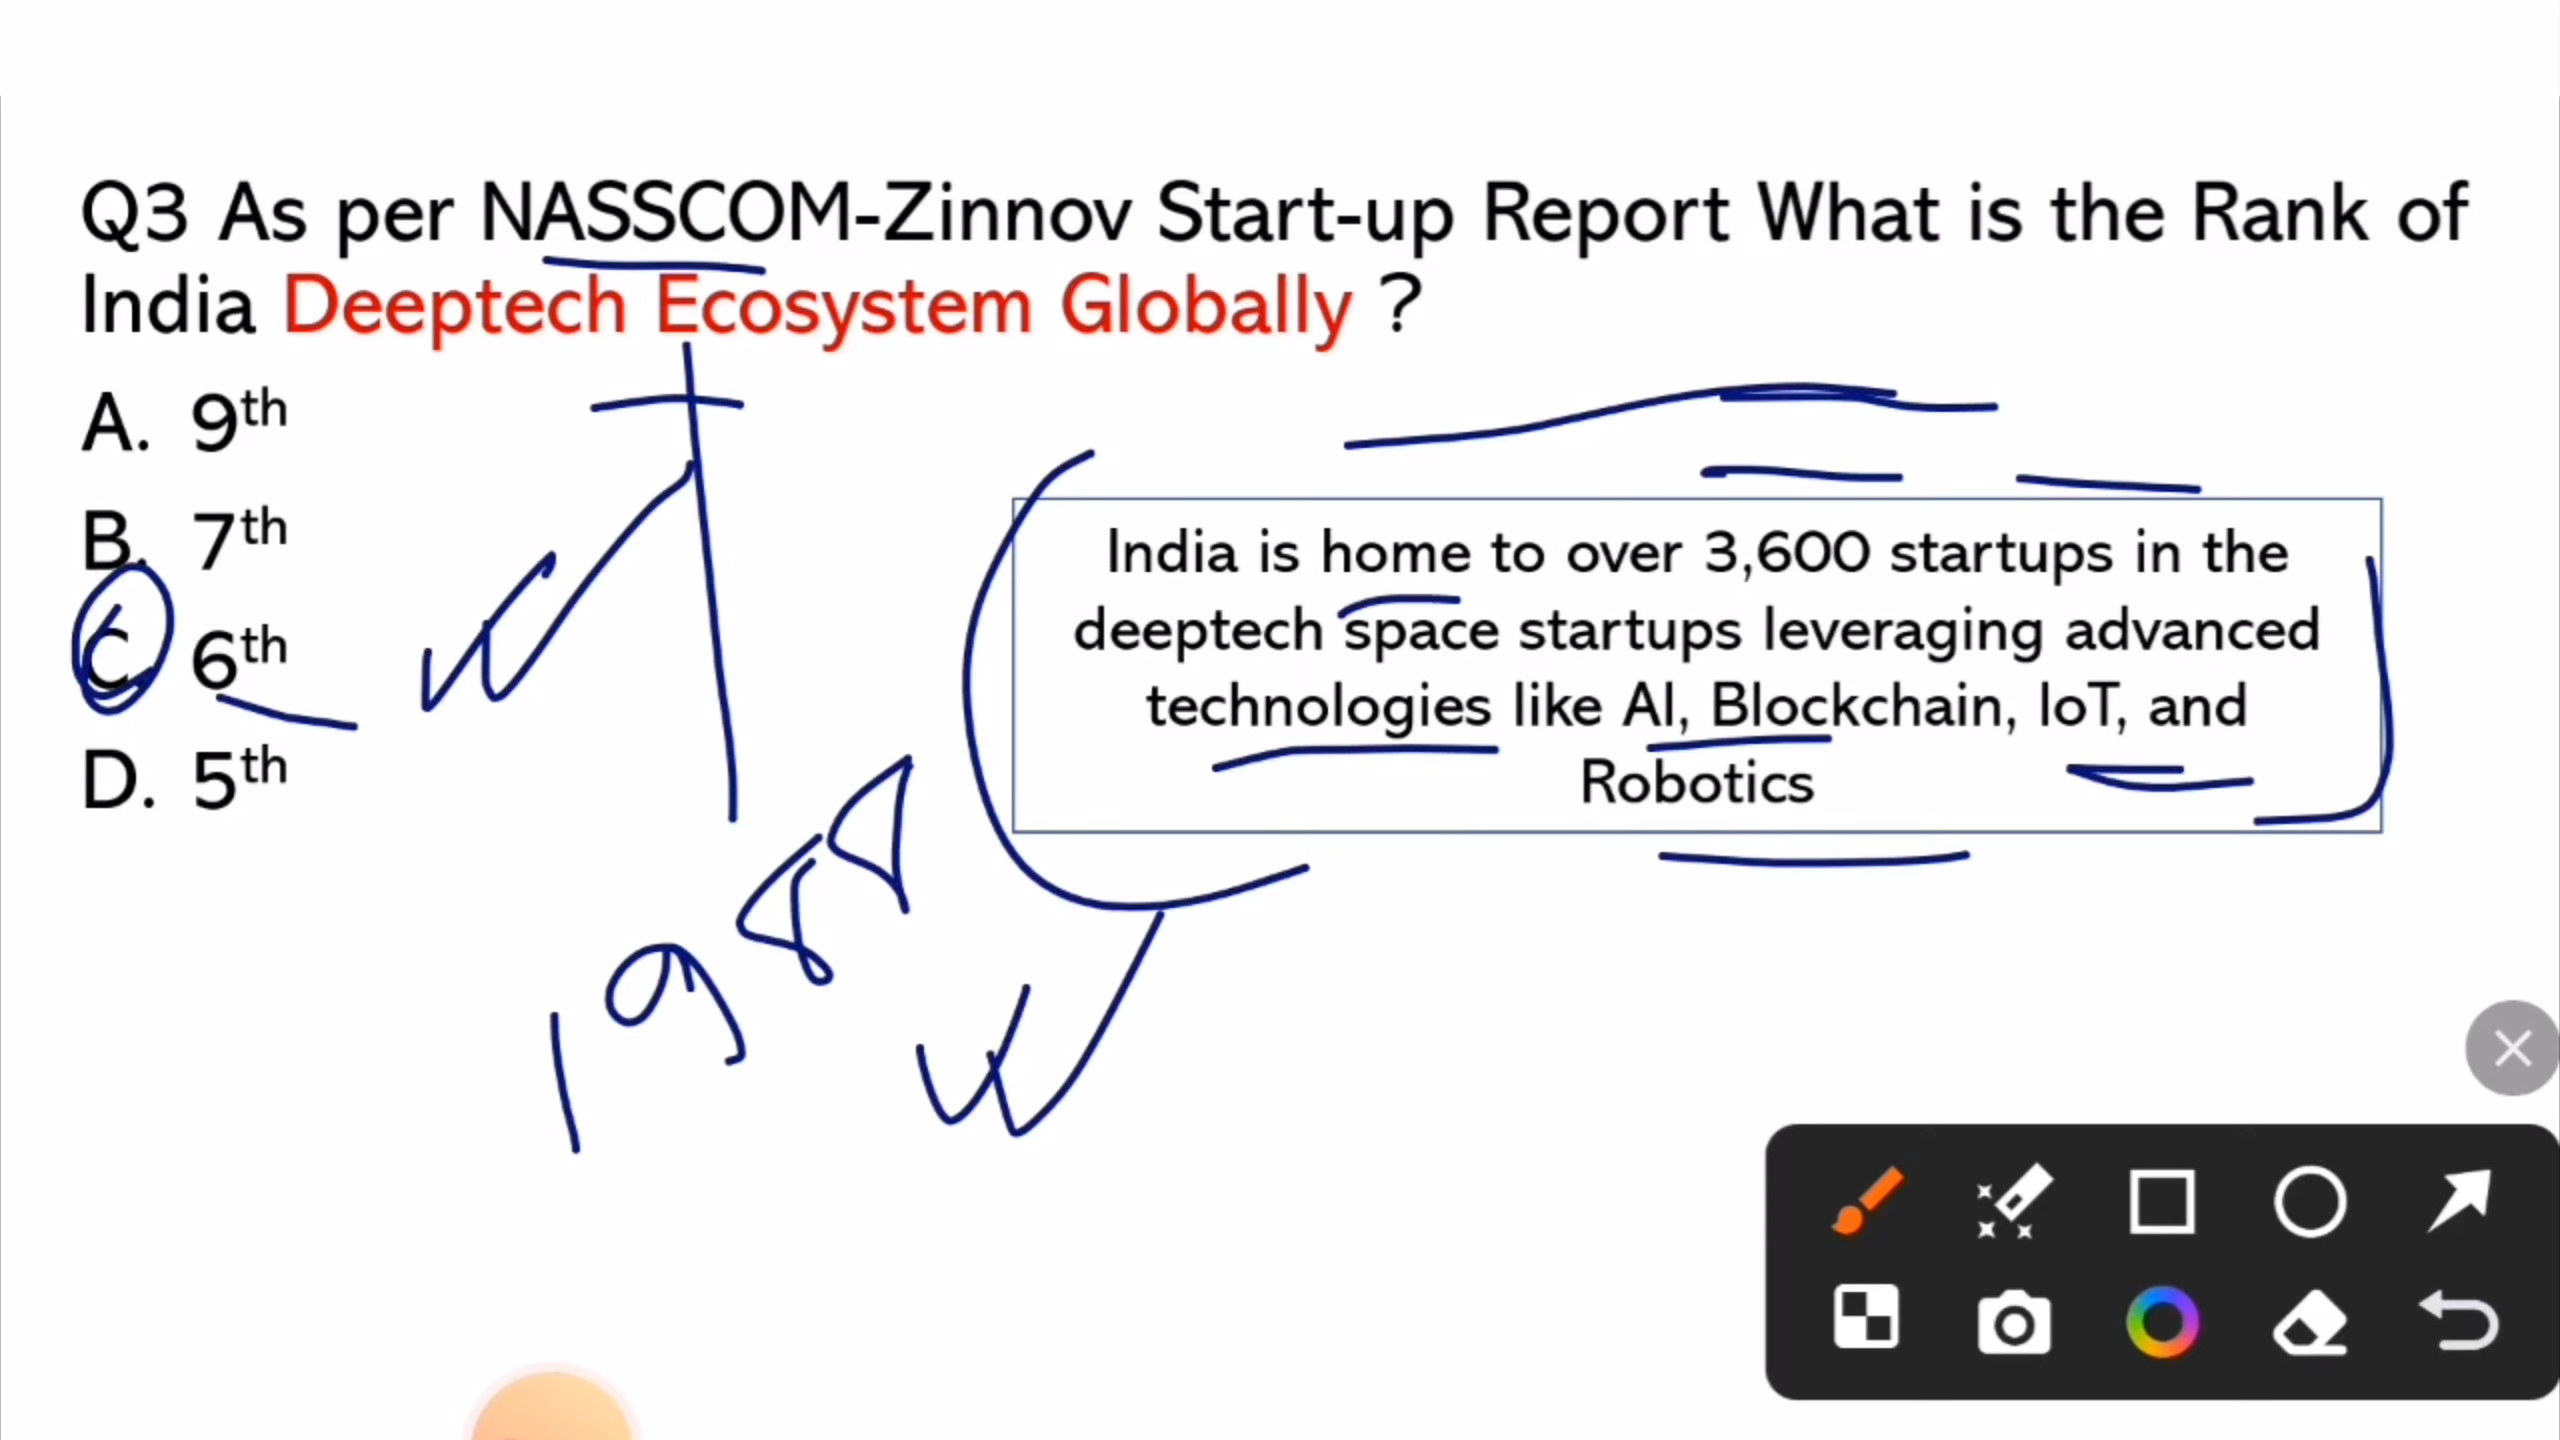 Q3 As per NASSCOM-Zinnov Start-up Report What is the Rank of
India Deeptech Ecosystem Globally ?
A. 9th
B. 7th
C. 6th
D. 5th
India is home to over 3,600 startups in the
deeptech space startups leveraging advanced
technologies like AI, Blockchain, IoT, and
Robotics
1988